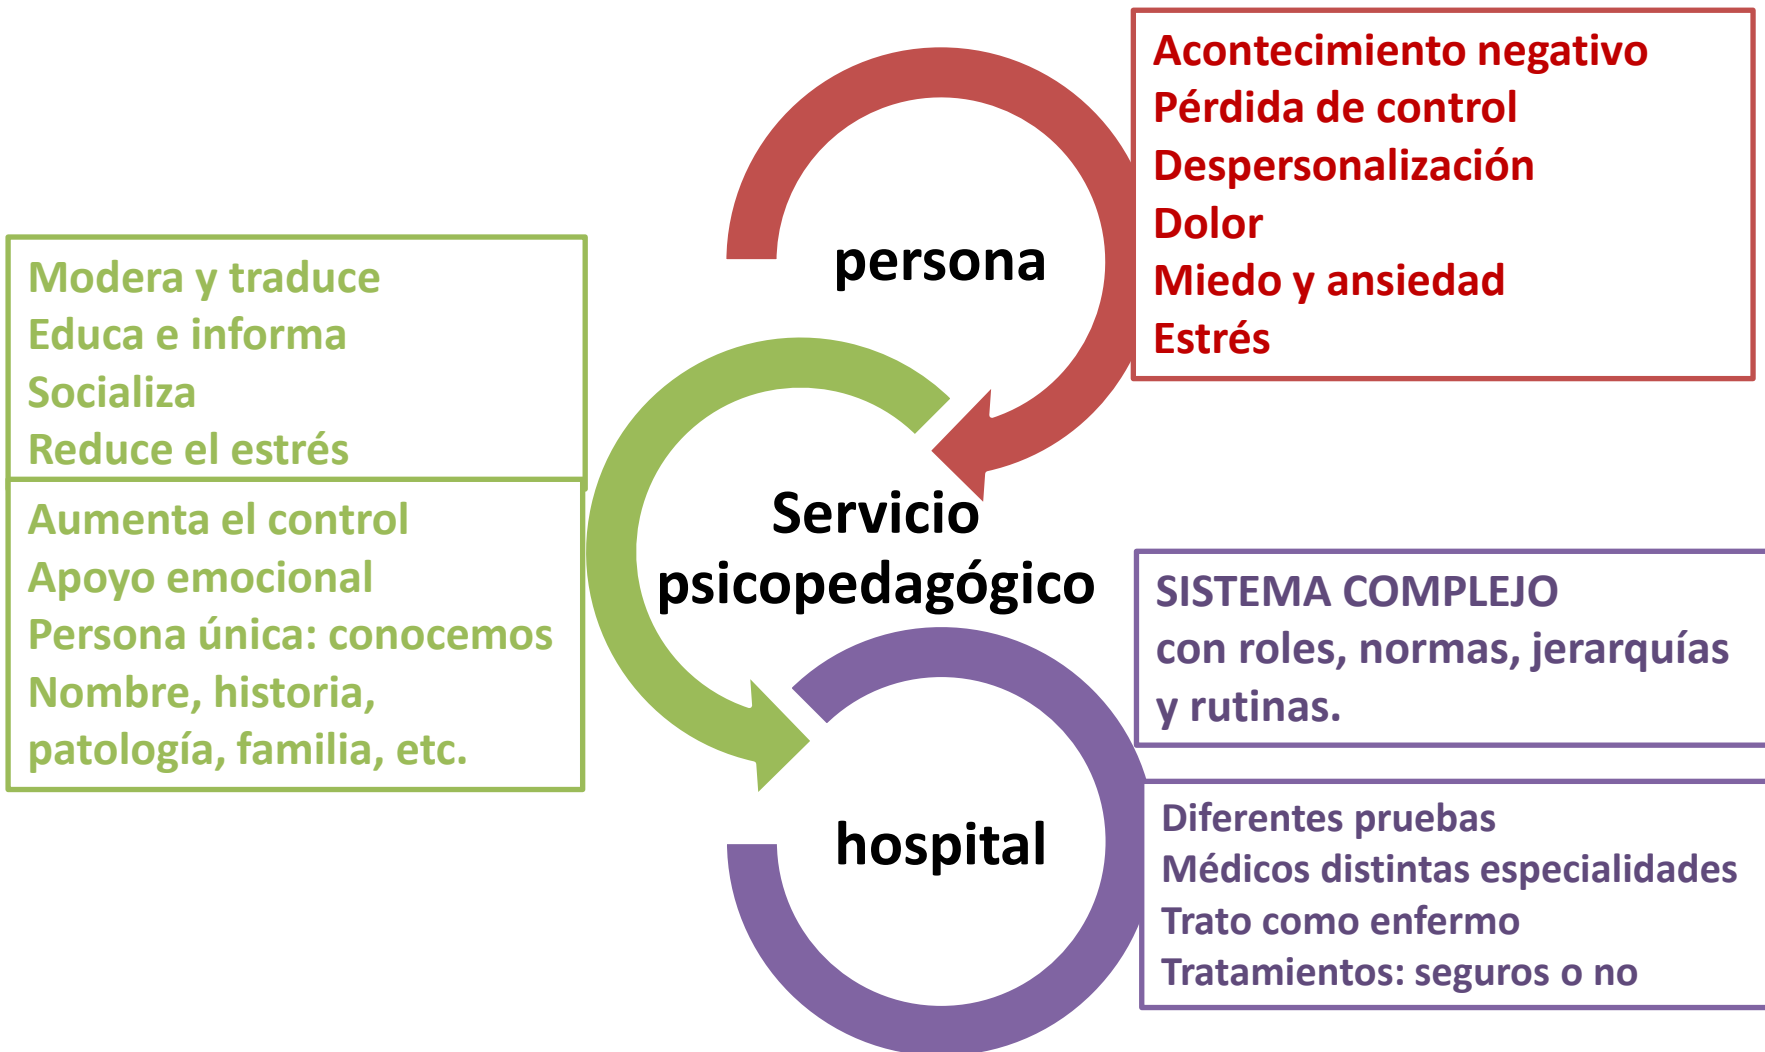 persona
Acontecimiento negativo
Pérdida de control
Despersonalización
Dolor
Miedo y ansiedad
Estrés
Modera y traduce
Educa e informa
Socializa
Reduce el estrés
Aumenta el control
Apoyo emocional
Persona única: conocemos
Nombre, historia,
patología, familia, etc.
Servicio
psicopedagógico
SISTEMA COMPLEJO
con roles, normas, jerarquías
y rutinas.
hospital
Diferentes pruebas
Médicos distintas especialidades
Trato como enfermo
Tratamientos: seguros o no